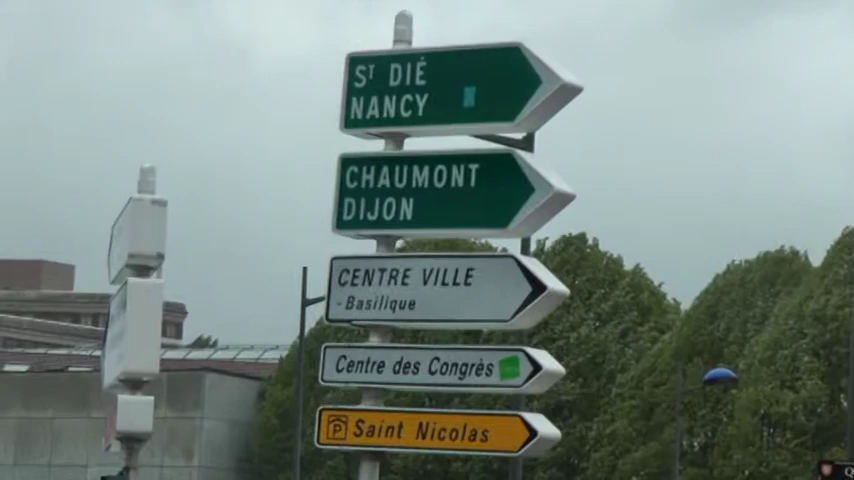 ST DIÉ
NANCY
CHAUMONT
DIJON
CENTRE VILLE
- Basilique
Centre des Congrès
P Saint Nicolas